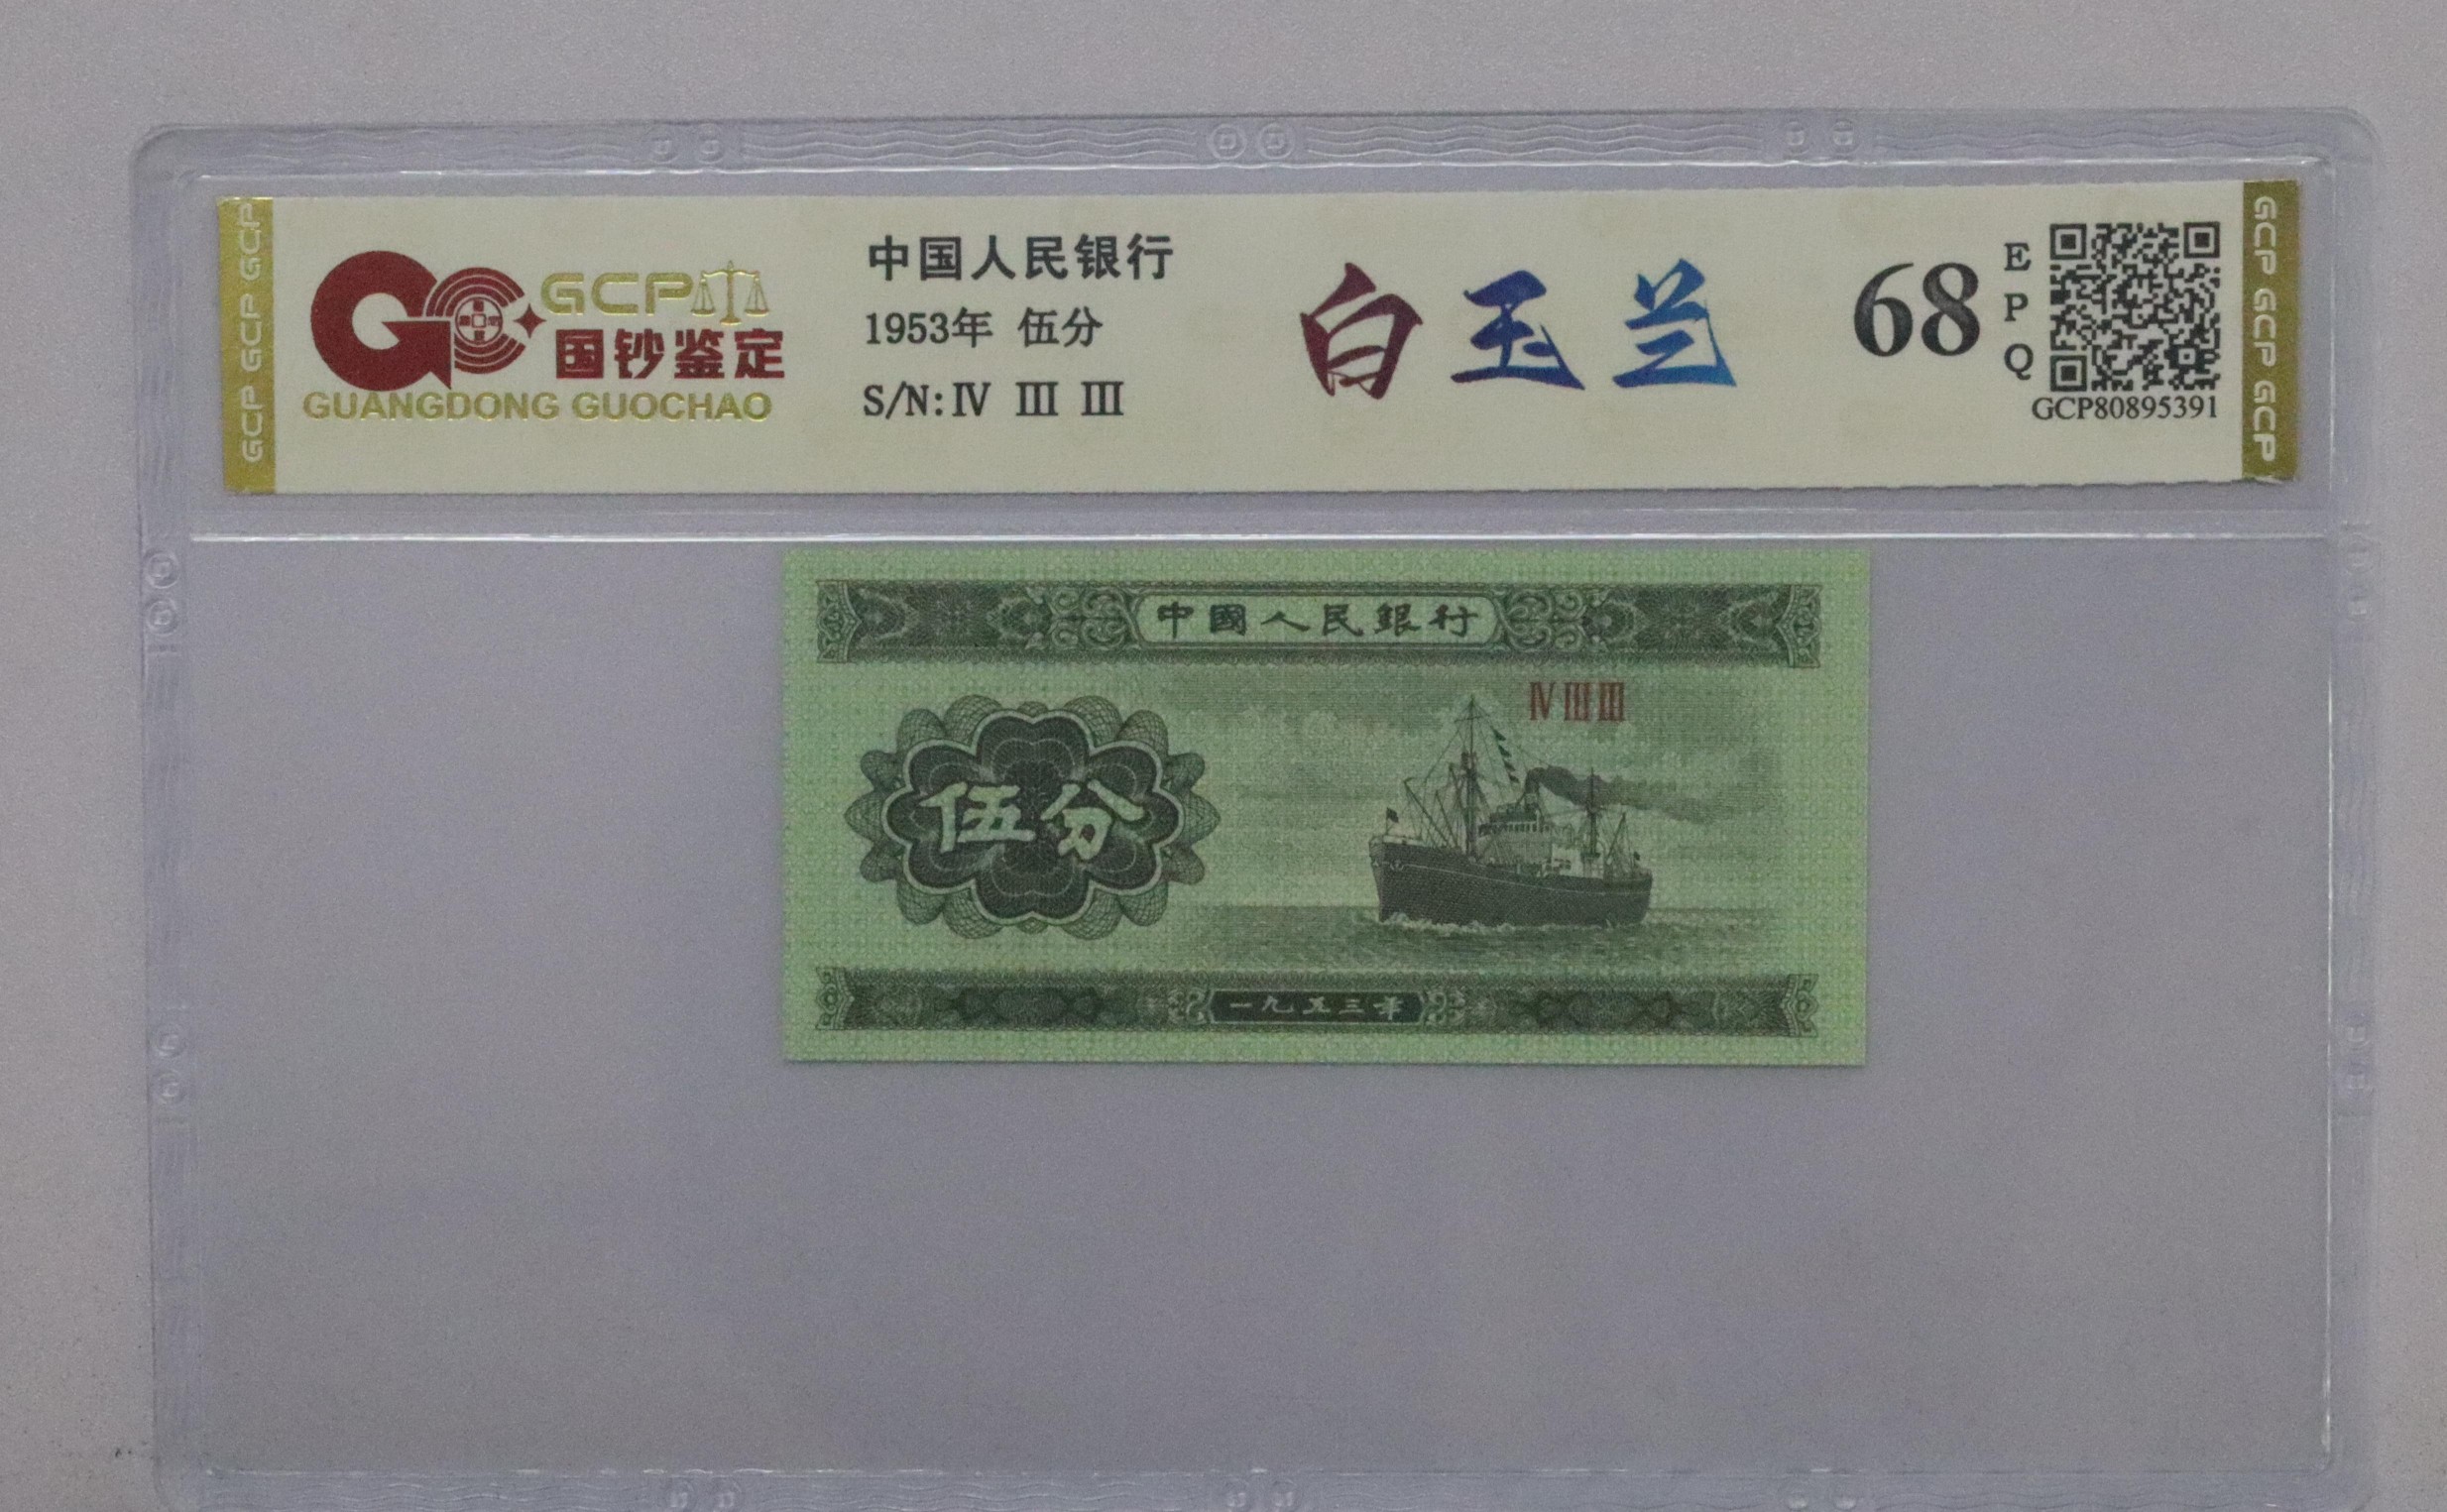 GCP GCP GCP
GCP
国钞鉴定
GUANGDONG GUOCHAO
中国人民银行
1953年 伍分
S/N: Ⅳ Ⅲ Ⅲ
白玉兰
68
E
P
Q
GCP80895391
GCP GCP GCP
中國人民銀行
Ⅳ Ⅲ Ⅲ
伍分
一九五三年